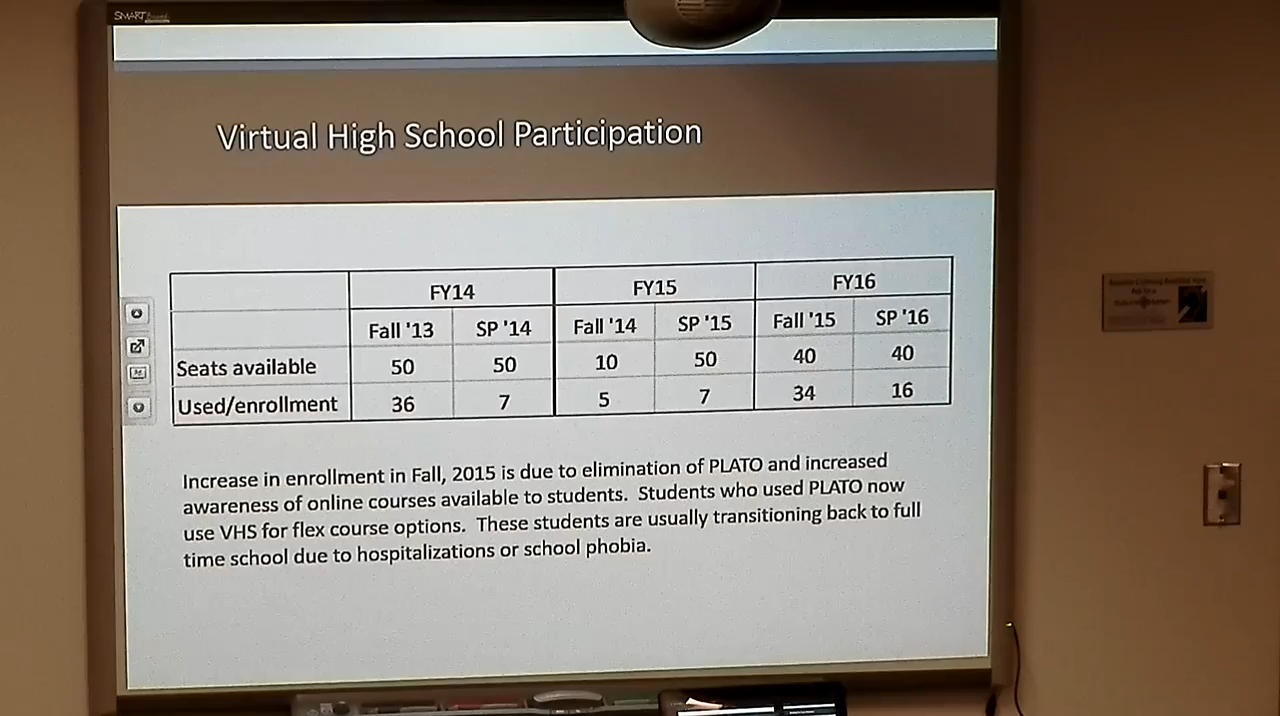 SMART Board
Virtual High School Participation
FY14 FY15 FY16
Fall '13 SP '14 Fall '14 SP '15 Fall '15 SP '16
Seats available 50 50 10 50 40 40
Used/enrollment 36 7 5 7 34 16
Increase in enrollment in Fall, 2015 is due to elimination of PLATO and increased
awareness of online courses available to students. Students who used PLATO now
use VHS for flex course options. These students are usually transitioning back to full
time school due to hospitalizations or school phobia.